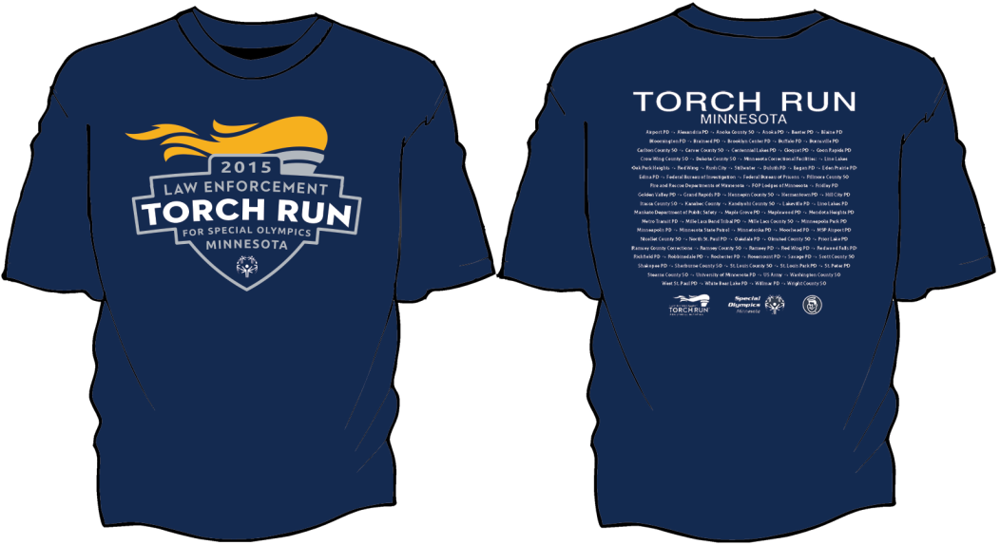 2015
LAW ENFORCEMENT
TORCH RUN
FOR SPECIAL OLYMPICS
MINNESOTA
TORCH RUN
MINNESOTA
Airport PD Alexandria PD Anoka County SO Anoka PD Baxter PD Blaine PD
Bloomington PD Brainerd PD Brooklyn Center PD Buffalo PD Burnsville PD
Carlton County SO Carver County SO Centennial Lakes PD Cloquet PD Coon Rapids PD
Crow Wing County SO Dakota County SO Minnesota Correctional Facilities: Lino Lakes
Oak Park Heights Red Wing Rush City Stillwater Duluth PD Eagan PD Eden Prairie PD
Edina PD Federal Bureau of Investigation Federal Bureau of Prisons Fillmore County SO
Fire and Rescue Departments of Minnesota FOP Lodges of Minnesota Fridley PD
Golden Valley PD Grand Rapids PD Hennepin County SO Hermantown PD Hill City PD
Itasca County SO Kanabec County Kandiyohi County SO Lakeville PD Lino Lakes PD
Mankato Department of Public Safety Maple Grove PD Maplewood PD Mendota Heights PD
Metro Transit PD Mille Lacs Band Tribal PD Mille Lacs County SO Minneapolis Park PD
Minneapolis PD Minnesota State Patrol Minnetonka PD Moorhead PD MSP Airport PD
Nicollet County SO North St. Paul PD Oakdale PD Olmsted County SO Prior Lake PD
Ramsey County Corrections Ramsey County SO Ramsey PD Red Wing PD Redwood Falls PD
Richfield PD Robbinsdale PD Rochester PD Rosemount PD Savage PD Scott County SO
Shakopee PD Sherburne County SO St. Louis County SO St. Louis Park PD St. Peter PD
Stearns County SO University of Minnesota PD US Army Washington County SO
West St. Paul PD White Bear Lake PD Willmar PD Wright County SO
TORCH RUN
Special
Olympics
Minnesota